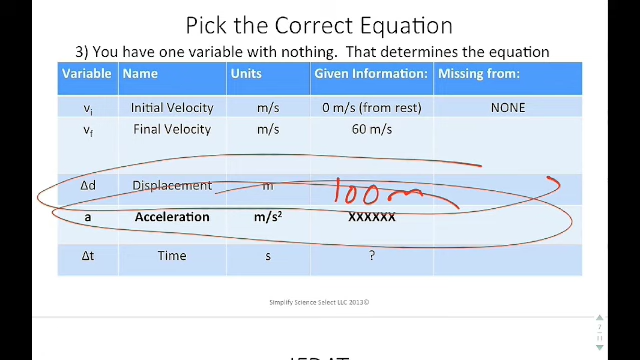 Pick the Correct Equation
3) You have one variable with nothing. That determines the equation
Variable Name Units Given Information: Missing from:
vi Initial Velocity m/s 0 m/s (from rest) NONE
vf Final Velocity m/s 60 m/s
Δd Displacement m 100 m
a Acceleration m/s² XXXXXX
Δt Time s ?
Simplify Science Select LLC 2013©